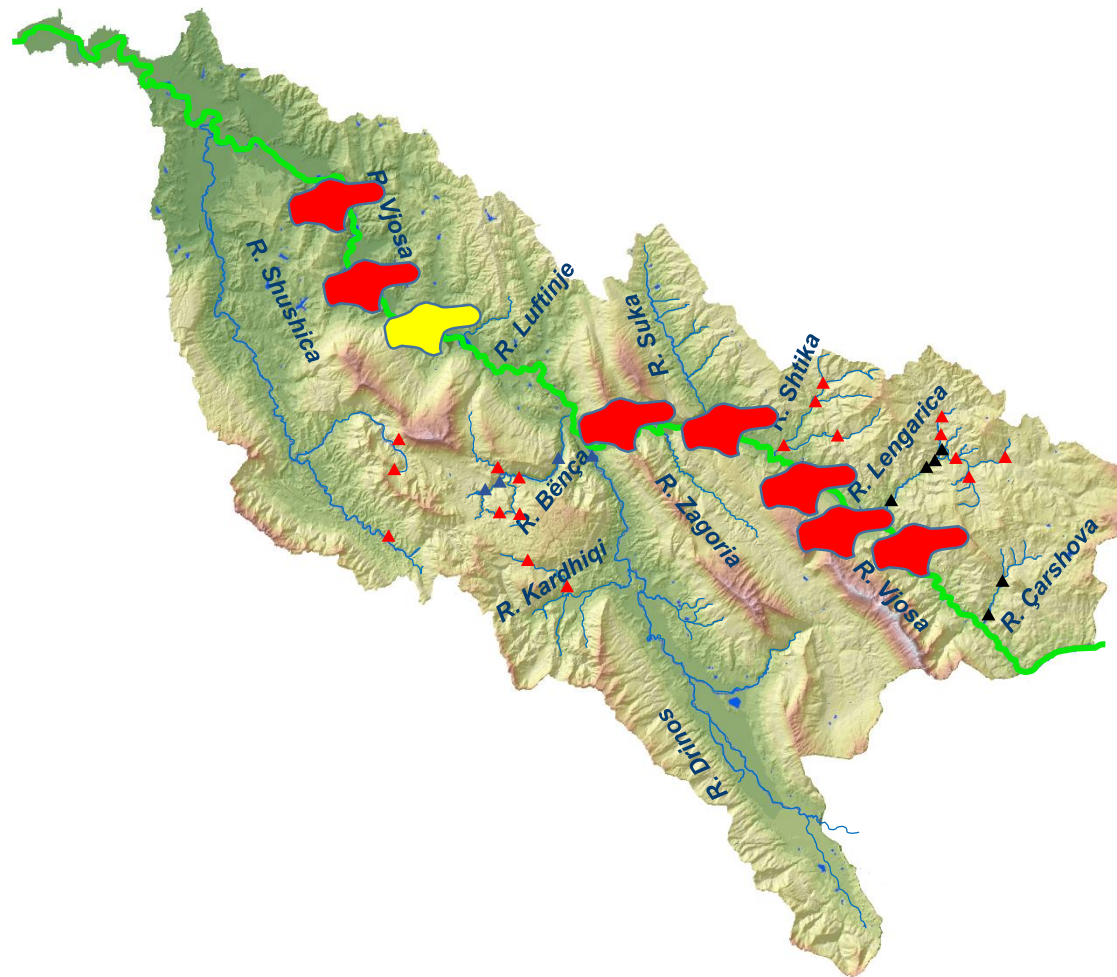 R. Vjosa
R. Shushica
R. Luftinje
R. Suka
R. Shtika
R. Lengarica
R. Bënça
R. Zagoria
R. Kardhiqi
R. Vjosa
R. Çarshova
R. Drinos